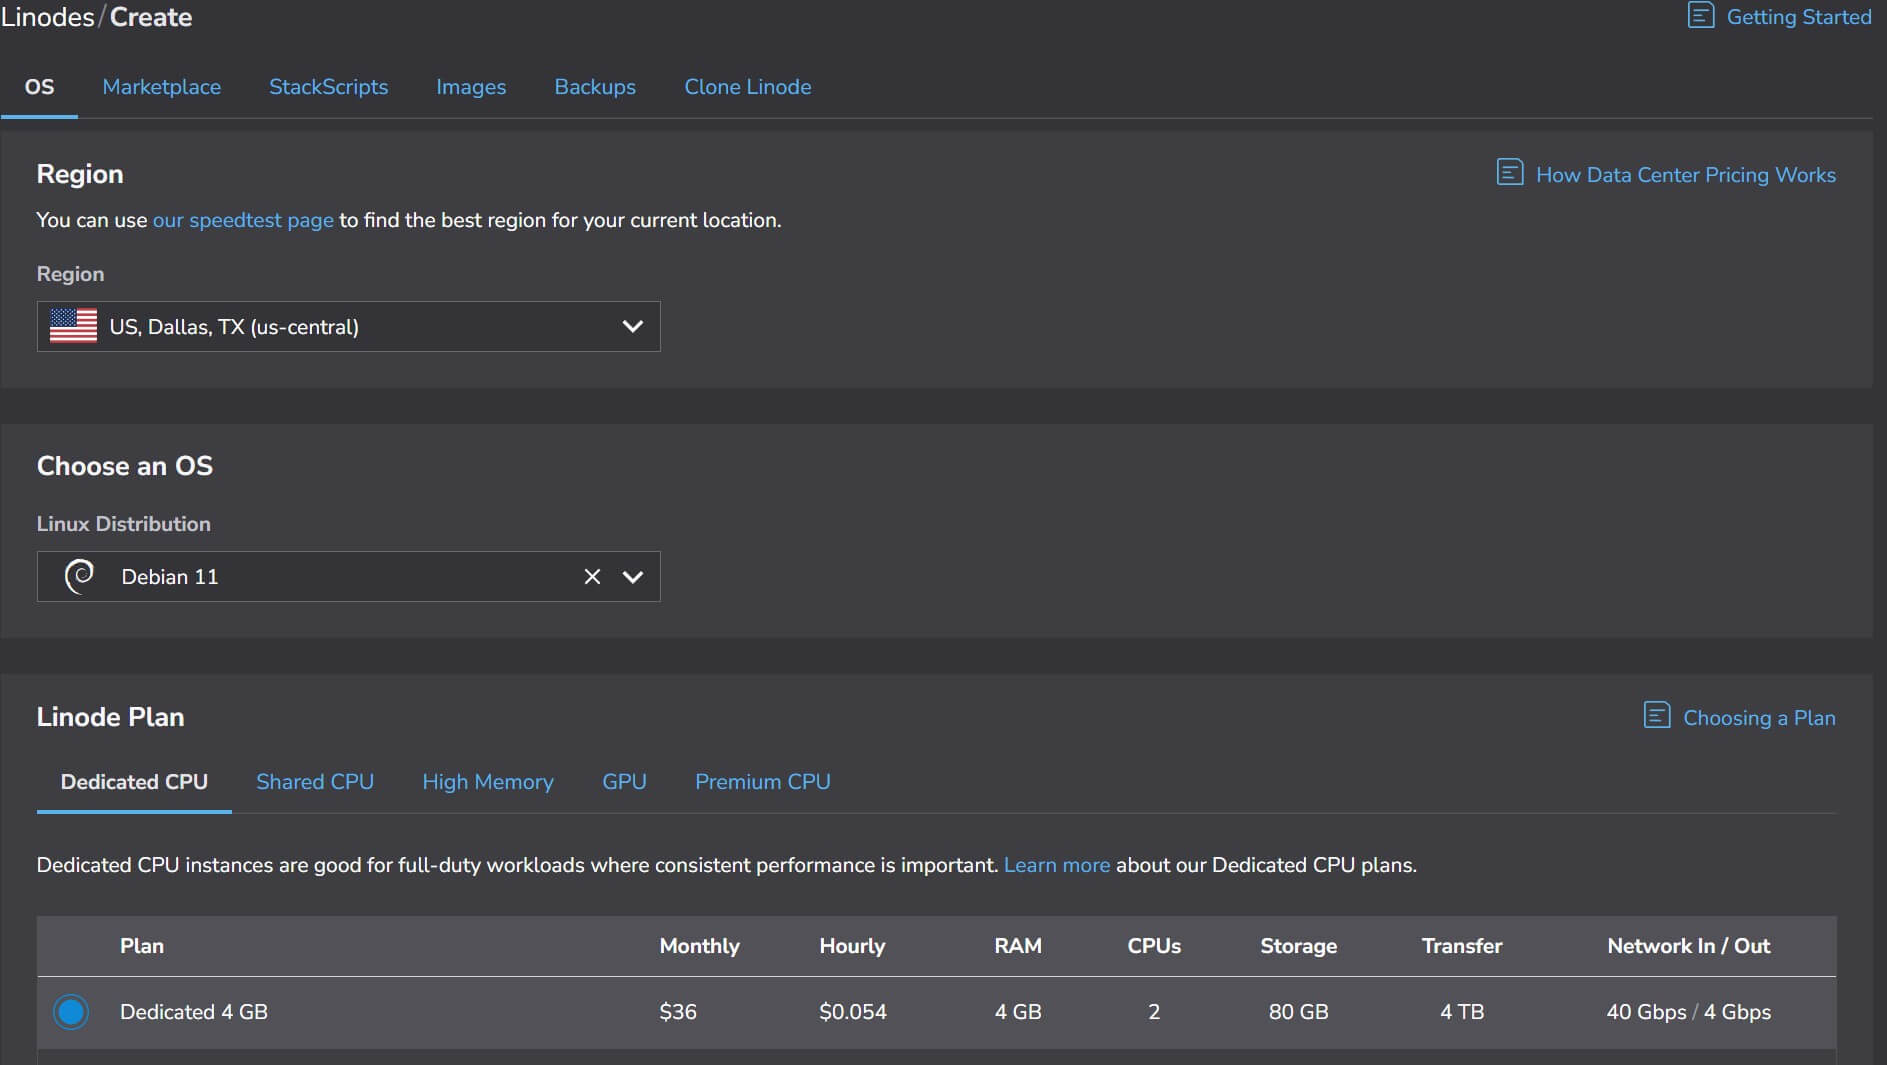 Linodes / Create
Getting Started
OS Marketplace StackScripts Images Backups Clone Linode
Region
How Data Center Pricing Works
You can use our speedtest page to find the best region for your current location.
Region
US, Dallas, TX (us-central)
Choose an OS
Linux Distribution
Debian 11
Linode Plan
Choosing a Plan
Dedicated CPU Shared CPU High Memory GPU Premium CPU
Dedicated CPU instances are good for full-duty workloads where consistent performance is important. Learn more about our Dedicated CPU plans.
Plan Monthly Hourly RAM CPUs Storage Transfer Network In / Out
Dedicated 4 GB $36 $0.054 4 GB 2 80 GB 4 TB 40 Gbps / 4 Gbps